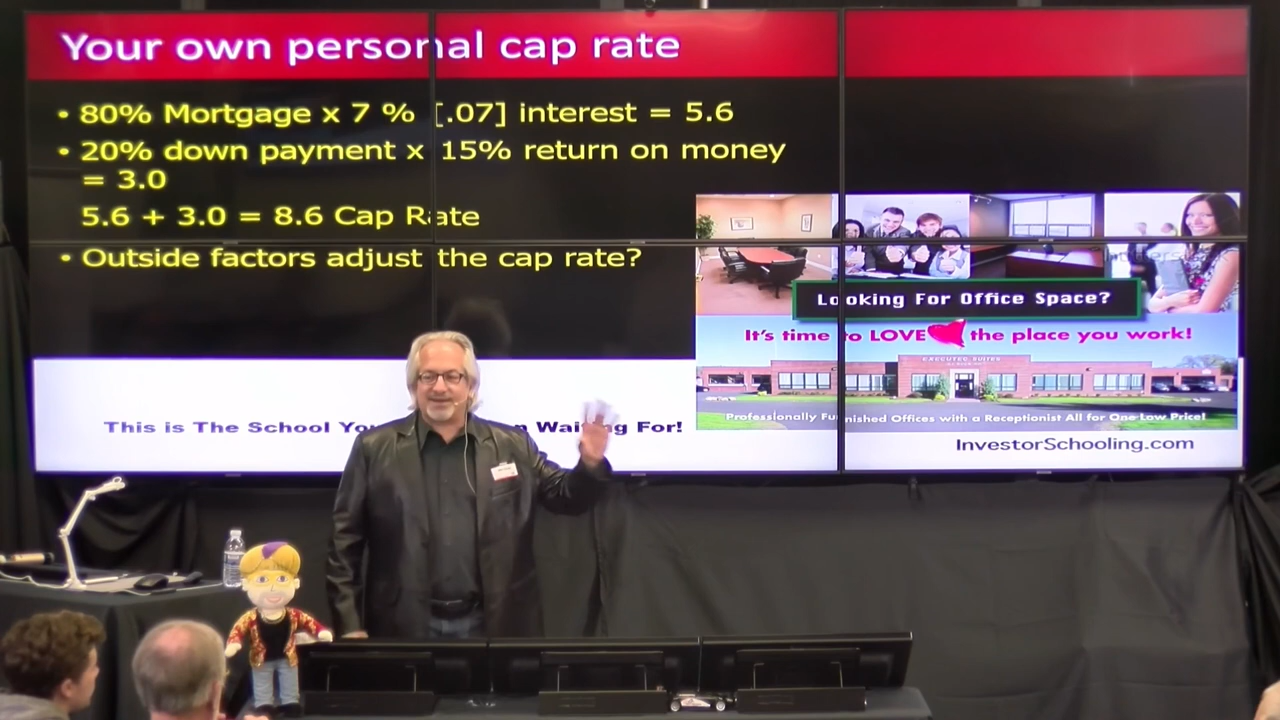 Your own personal cap rate
• 80% Mortgage x 7 % [.07] interest = 5.6
• 20% down payment x 15% return on money
= 3.0
5.6 + 3.0 = 8.6 Cap Rate
• Outside factors adjust the cap rate?
Looking For Office Space?
It's time to LOVE the place you work!
EXECUTEC SUITES
Professionally Furnished Offices with a Receptionist All for One Low Price!
This is The School You Waiting For!
InvestorSchooling.com